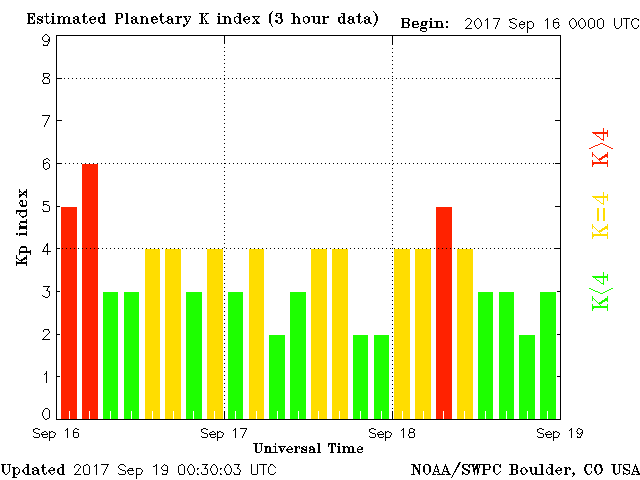 Estimated Planetary K index (3 hour data)
Begin: 2017 Sep 16 0000 UTC
9
8
7
6
5
4
3
2
1
0
Kp index
K>4
K=4
K<4
Sep 16
Sep 17
Sep 18
Sep 19
Universal Time
Updated 2017 Sep 19 00:30:03 UTC
NOAA/SWPC Boulder, CO USA